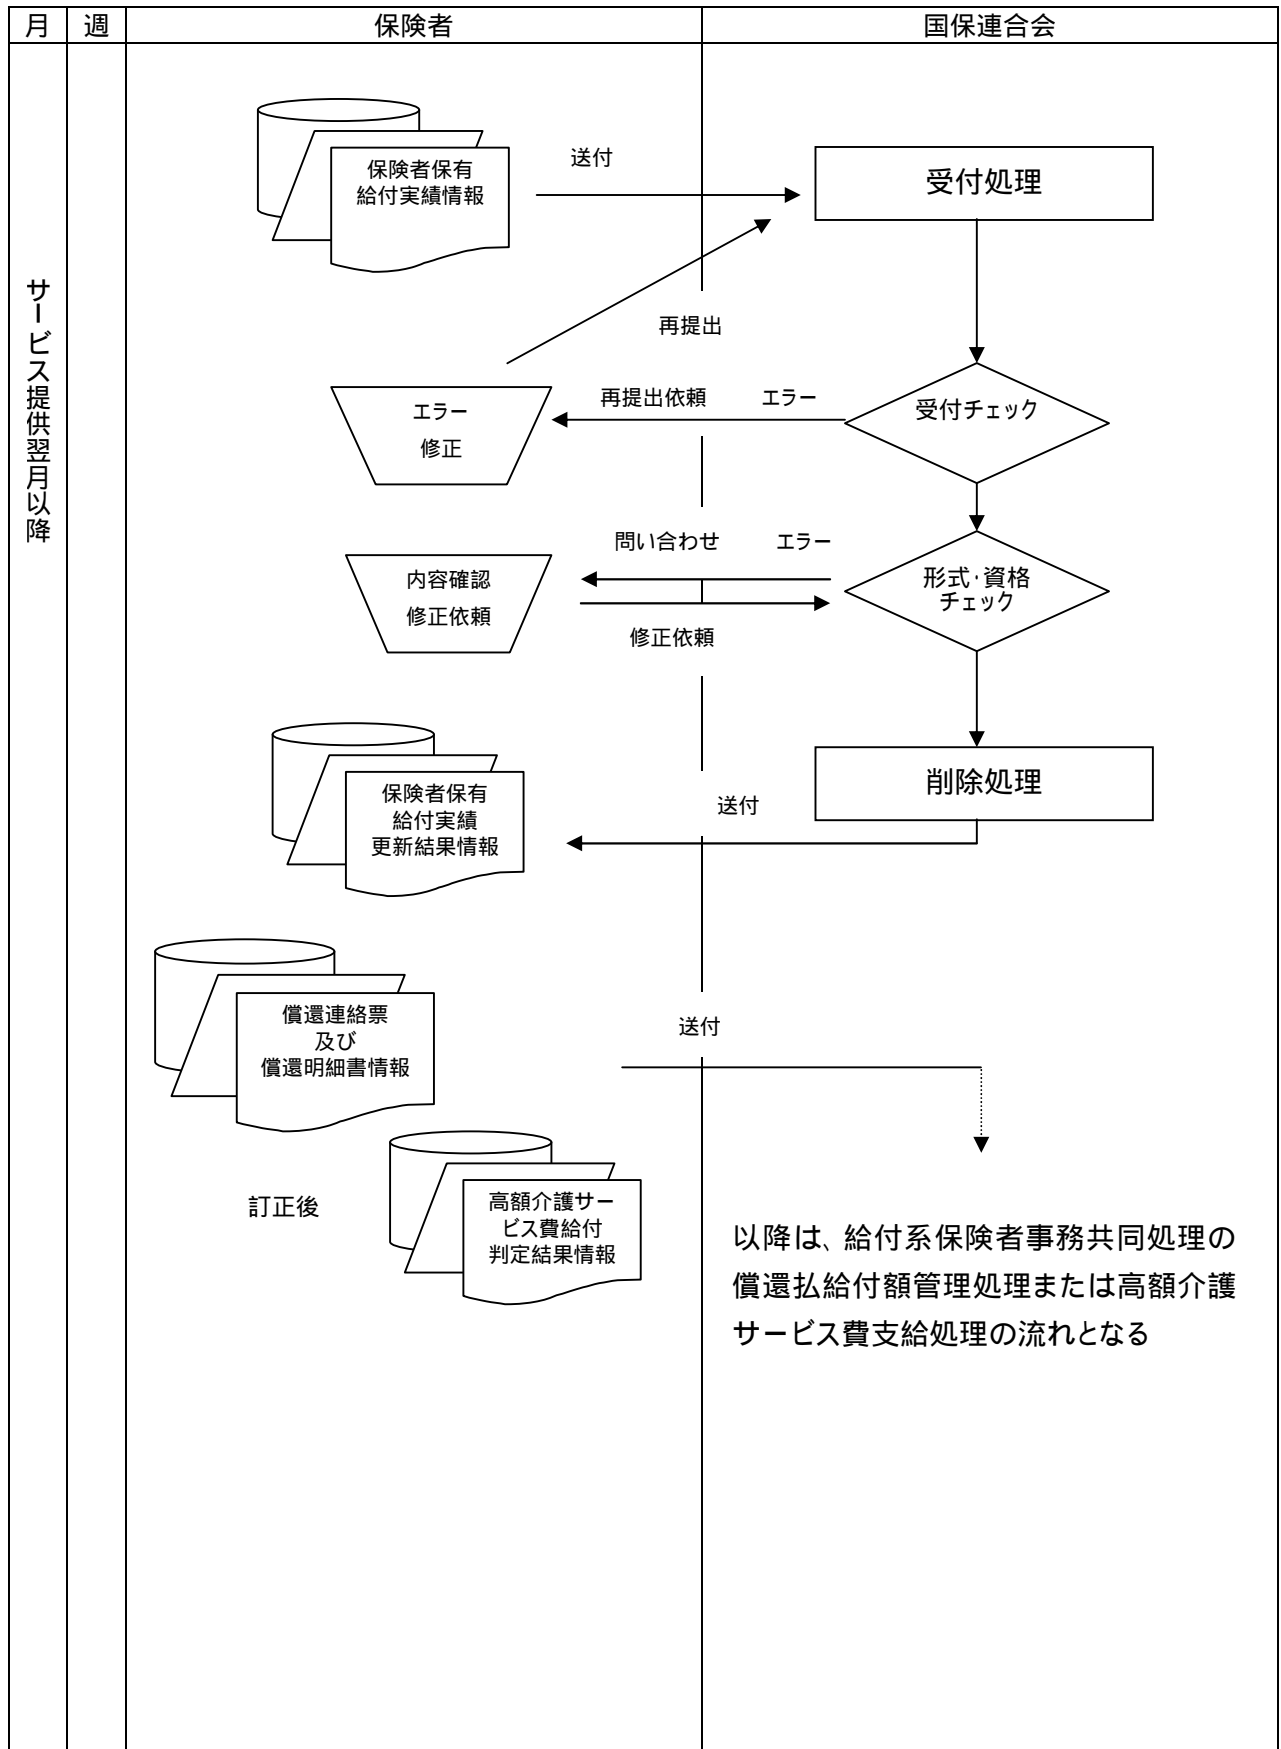 月
週
保険者
国保連合会
サービス提供翌月以降
保険者保有
給付実績情報
送付
受付処理
再提出
エラー
修正
再提出依頼
エラー
受付チェック
内容確認
修正依頼
問い合わせ
エラー
修正依頼
形式・資格
チェック
保険者保有
給付実績
更新結果情報
送付
削除処理
償還連絡票
及び
償還明細書情報
送付
訂正後
高額介護サー
ビス費給付
判定結果情報
以降は、給付系保険者事務共同処理の
償還払給付額管理処理または高額介護
サービス費支給処理の流れとなる